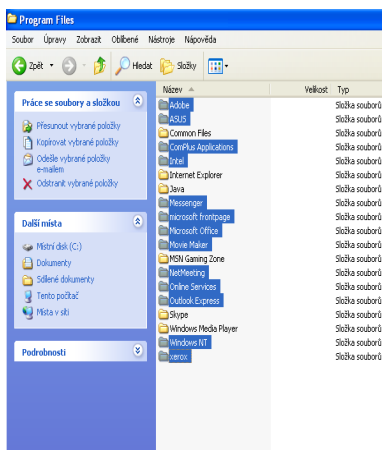 Program Files
Soubor Úpravy Zobrazit Oblíbené Nástroje Nápověda
Zpět Hledat Složky
Název Velikost Typ
Práce se soubory a složkou
Přesunout vybrané položky
Kopírovat vybrané položky
Odešle vybrané položky
e-mailem
Odstranit vybrané položky
Další místa
Místní disk (C:)
Dokumenty
Sdílené dokumenty
Tento počítač
Místa v síti
Podrobnosti
Adobe Složka souborů
ASUS Složka souborů
Common Files Složka souborů
ComPlus Applications Složka souborů
Intel Složka souborů
Internet Explorer Složka souborů
Java Složka souborů
Messenger Složka souborů
microsoft frontpage Složka souborů
Microsoft Office Složka souborů
Movie Maker Složka souborů
MSN Gaming Zone Složka souborů
NetMeeting Složka souborů
Online Services Složka souborů
Outlook Express Složka souborů
Skype Složka souborů
Windows Media Player Složka souborů
Windows NT Složka souborů
xerox Složka souborů